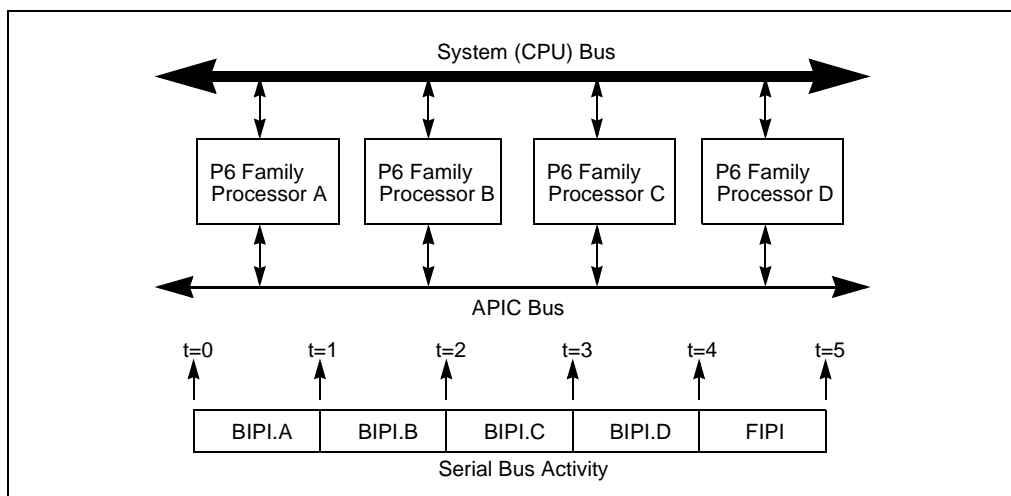 System (CPU) Bus
P6 Family
Processor A
P6 Family
Processor B
P6 Family
Processor C
P6 Family
Processor D
APIC Bus
t=0 t=1 t=2 t=3 t=4 t=5
BIPI.A BIPI.B BIPI.C BIPI.D FIPI
Serial Bus Activity